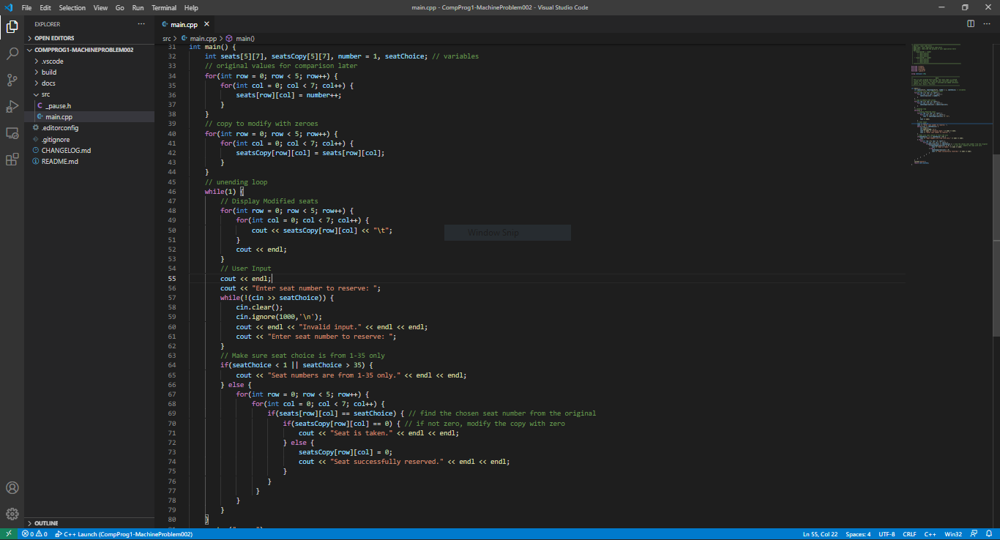 File Edit Selection View Go Run Terminal Help
main.cpp - CompProg1-MachineProblem002 - Visual Studio Code
EXPLORER
OPEN EDITORS
COMPPROG1-MACHINEPROBLEM002
.vscode
build
docs
src
_pause.h
main.cpp
.editorconfig
.gitignore
CHANGELOG.md
README.md
OUTLINE
main.cpp
src > main.cpp > main()
31 int main() {
32 int seats[5][7], seatsCopy[5][7], number = 1, seatChoice; // variables
33 // original values for comparison later
34 for(int row = 0; row < 5; row++) {
35 for(int col = 0; col < 7; col++) {
36 seats[row][col] = number++;
37 }
38 }
39 // copy to modify with zeroes
40 for(int row = 0; row < 5; row++) {
41 for(int col = 0; col < 7; col++) {
42 seatsCopy[row][col] = seats[row][col];
43 }
44 }
45 // unending loop
46 while(1) {
47 // Display Modified seats
48 for(int row = 0; row < 5; row++) {
49 for(int col = 0; col < 7; col++) {
50 cout << seatsCopy[row][col] << "\t";
51 }
52 cout << endl;
53 }
54 // User Input
55 cout << endl;
56 cout << "Enter seat number to reserve: ";
57 while(!(cin >> seatChoice)) {
58 cin.clear();
59 cin.ignore(1000,'\n');
60 cout << endl << "Invalid input." << endl << endl;
61 cout << "Enter seat number to reserve: ";
62 }
63 // Make sure seat choice is from 1-35 only
64 if(seatChoice < 1 || seatChoice > 35) {
65 cout << "Seat numbers are from 1-35 only." << endl << endl;
66 } else {
67 for(int row = 0; row < 5; row++) {
68 for(int col = 0; col < 7; col++) {
69 if(seats[row][col] == seatChoice) { // find the chosen seat number from the original
70 if(seatsCopy[row][col] == 0) { // if not zero, modify the copy with zero
71 cout << "Seat is taken." << endl << endl;
72 } else {
73 seatsCopy[row][col] = 0;
74 cout << "Seat successfully reserved." << endl << endl;
75 }
76 }
77 }
78 }
79 }
80 }
Window Snip
0 0 C++ Launch (CompProg1-MachineProblem002)
Ln 55, Col 22 Spaces: 4 UTF-8 CRLF C++ Win32